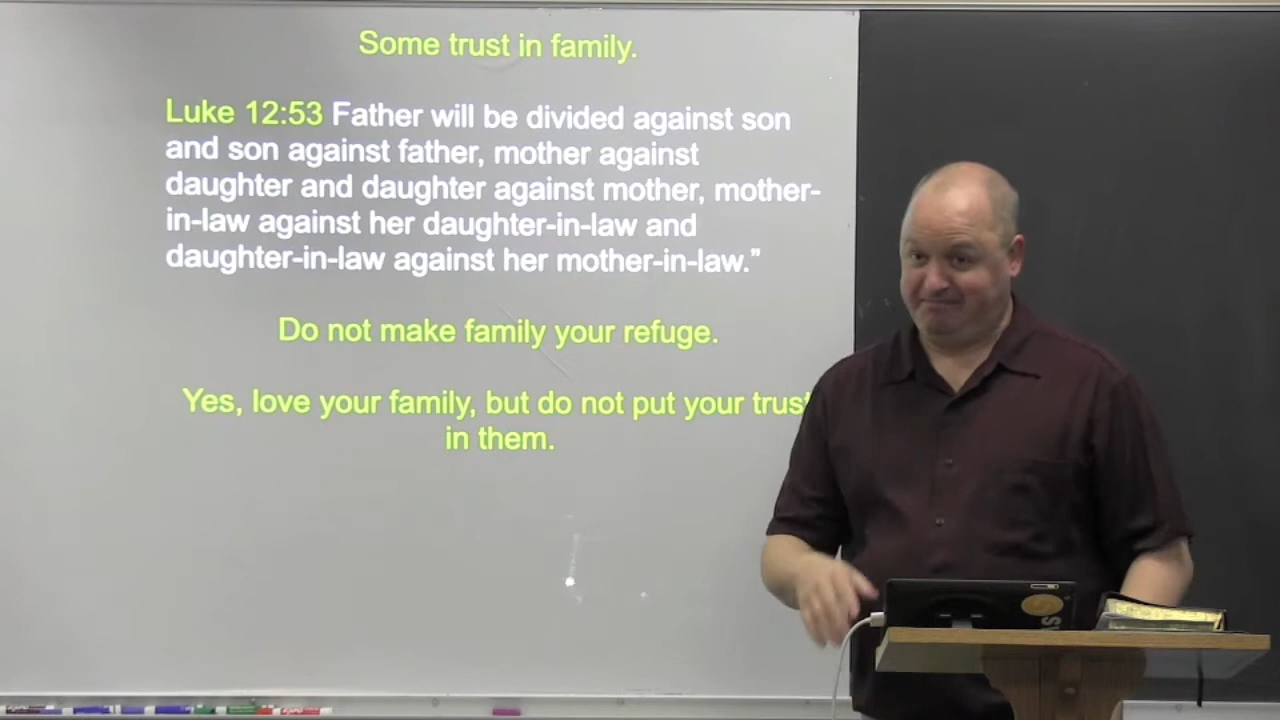 Some trust in family.
Luke 12:53 Father will be divided against son
and son against father, mother against
daughter and daughter against mother, mother-
in-law against her daughter-in-law and
daughter-in-law against her mother-in-law.”
Do not make family your refuge.
Yes, love your family, but do not put your trust
in them.